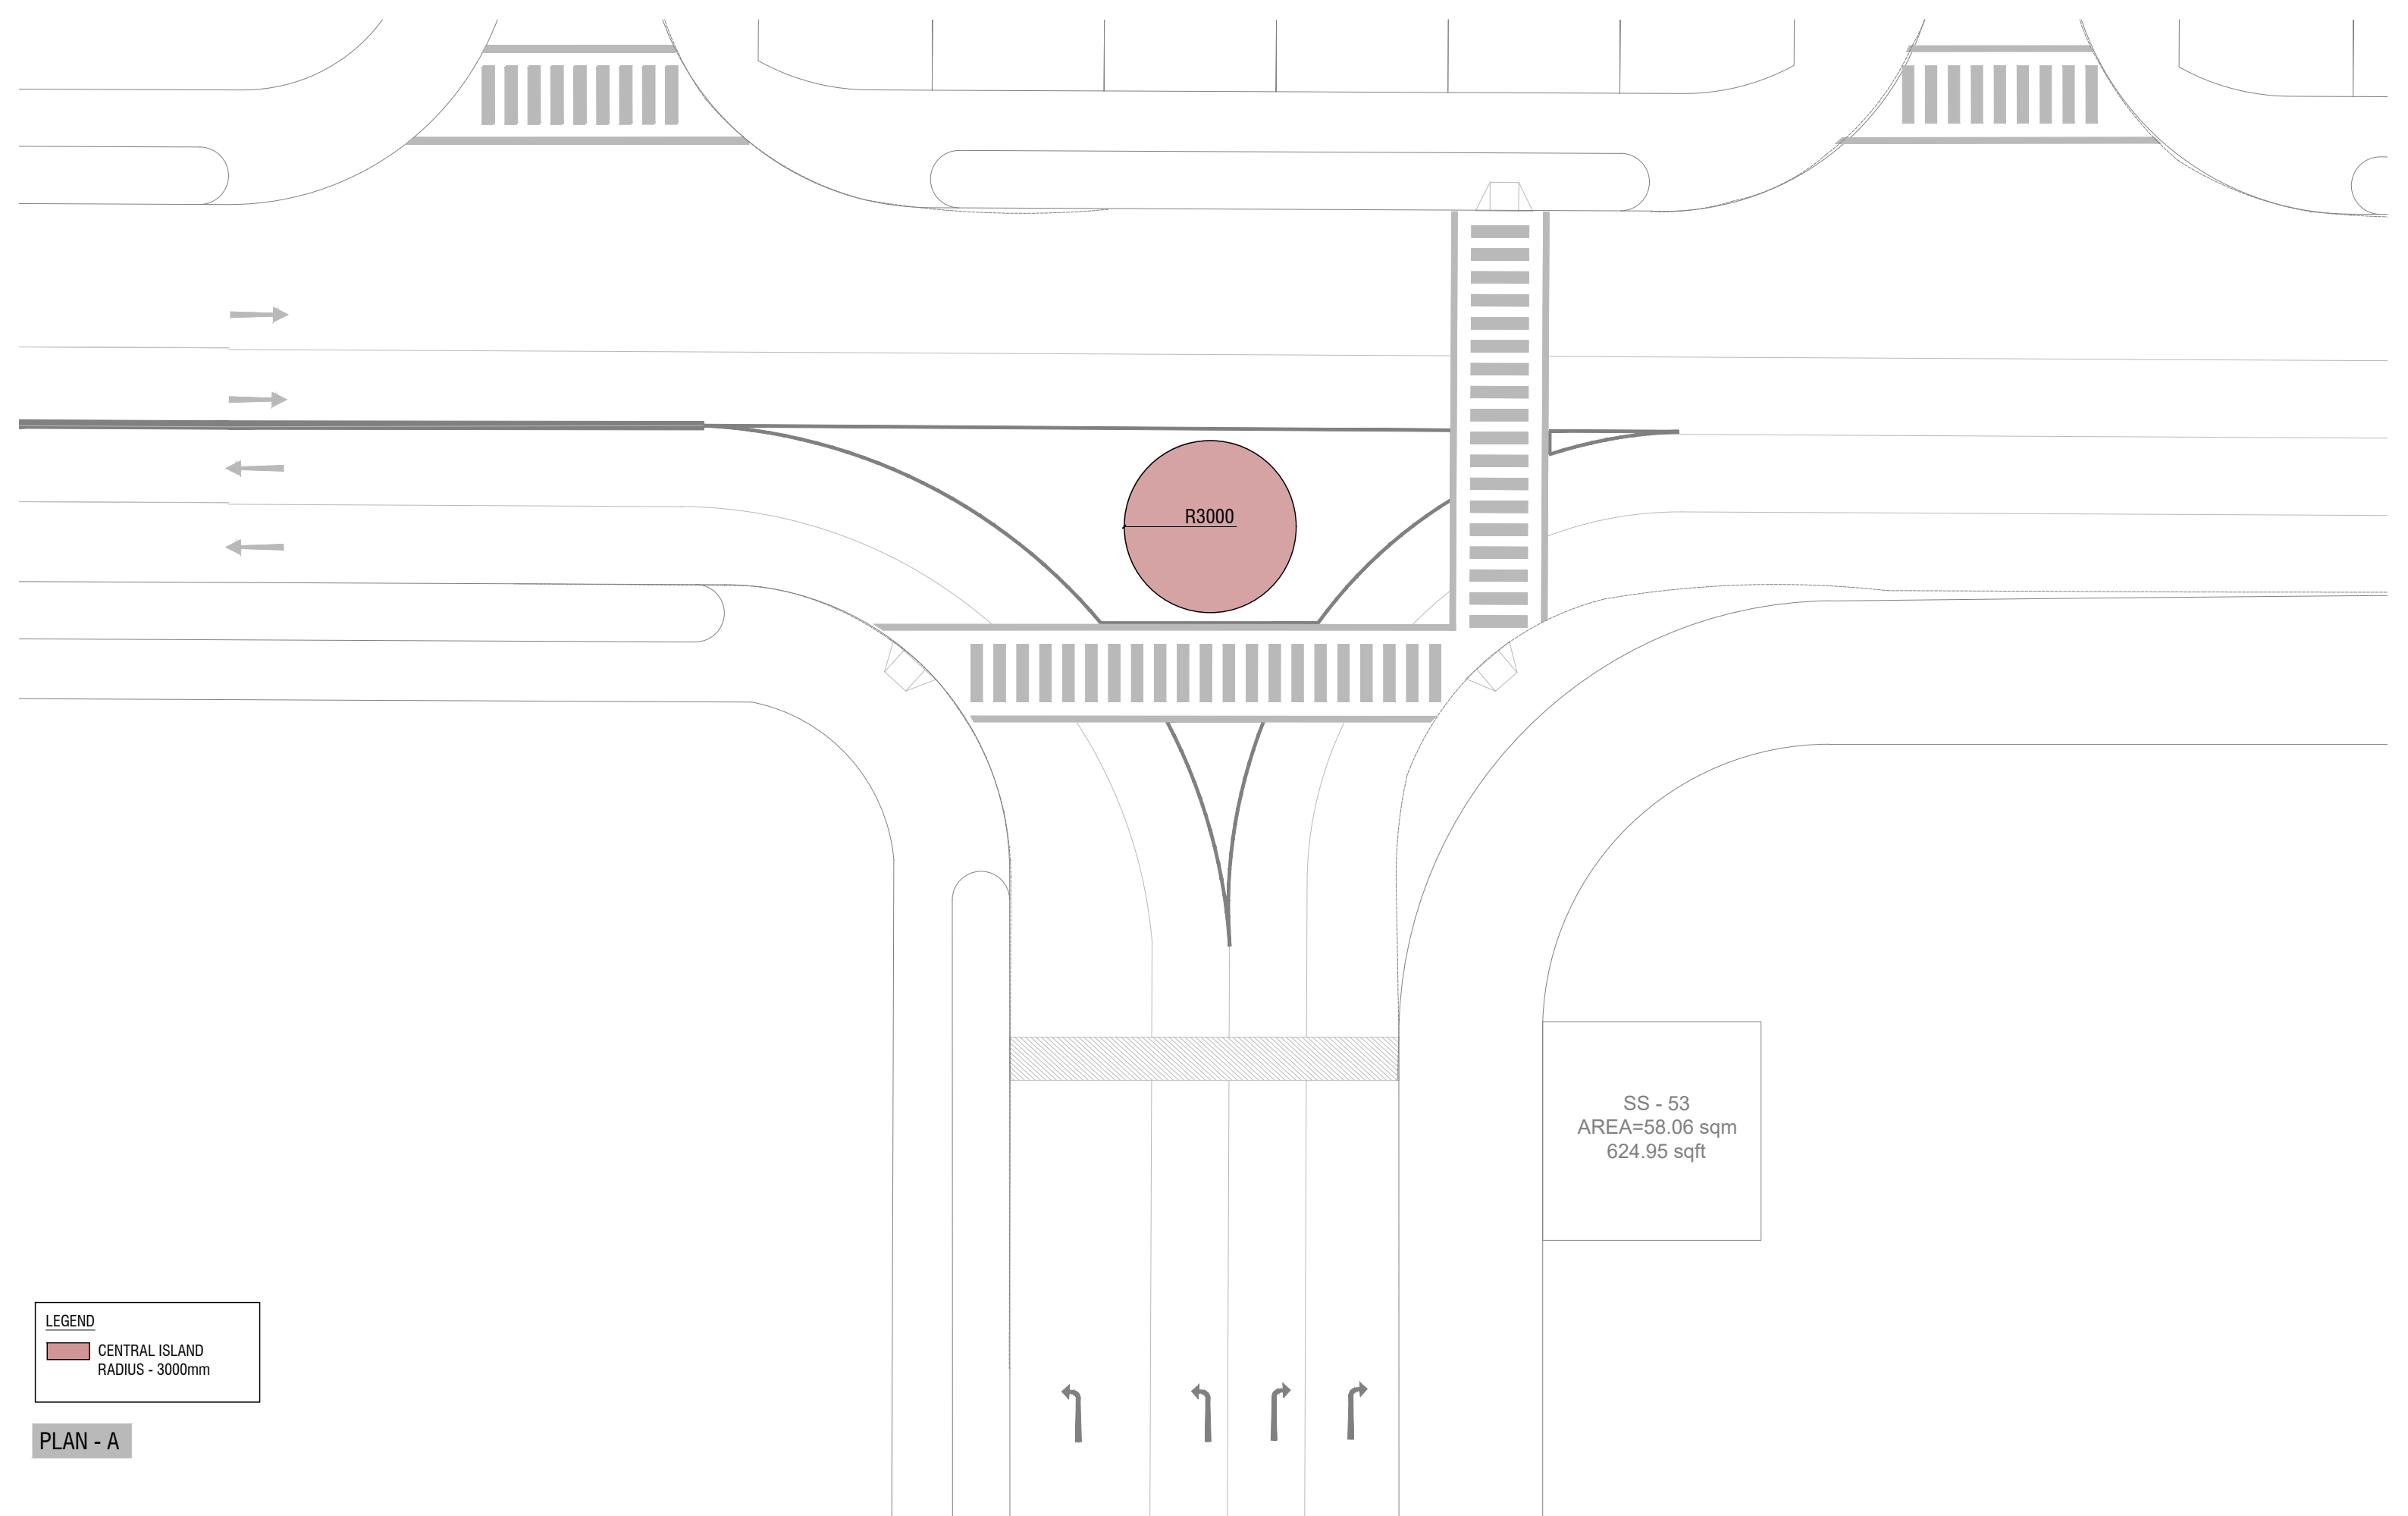 R3000
SS - 53
AREA=58.06 sqm
624.95 sqft
LEGEND
CENTRAL ISLAND
RADIUS - 3000mm
PLAN - A